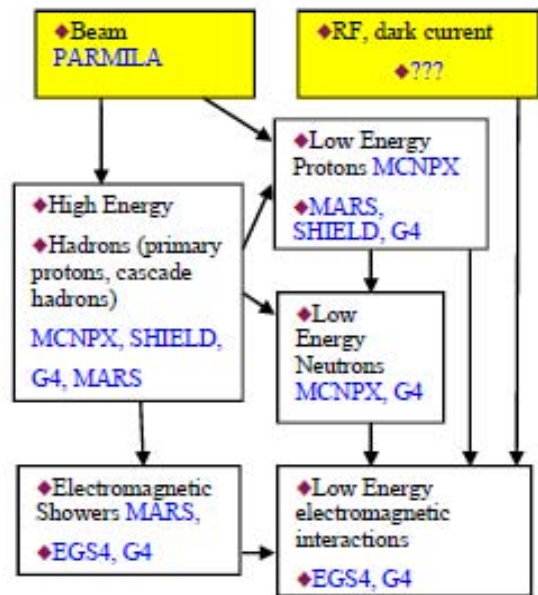 ◆Beam
PARMILA
◆RF, dark current
◆???
◆Low Energy
Protons MCNPX
◆MARS,
SHIELD, G4
◆High Energy
◆Hadrons (primary
protons, cascade
hadrons)
MCNPX, SHIELD,
G4, MARS
◆Low
Energy
Neutrons
MCNPX, G4
◆Electromagnetic
Showers MARS,
◆EGS4, G4
◆Low Energy
electromagnetic
interactions
◆EGS4, G4